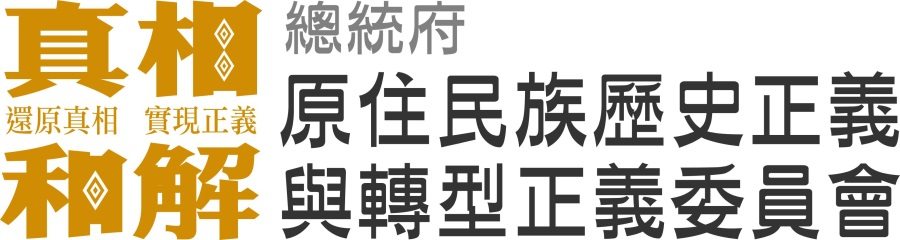 真相
還原真相 實現正義
和解
總統府
原住民族歷史正義
與轉型正義委員會